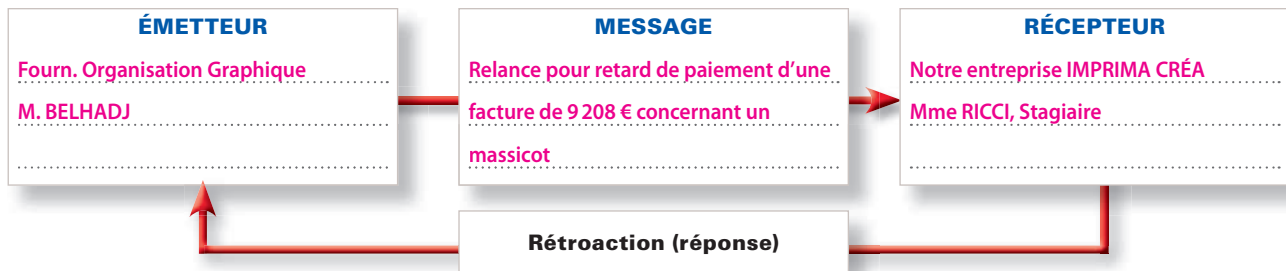 ÉMETTEUR
Fourn. Organisation Graphique
M. BELHADJ
MESSAGE
Relance pour retard de paiement d’une
facture de 9 208 € concernant un
massicot
RÉCEPTEUR
Notre entreprise IMPRIMA CRÉA
Mme RICCI, Stagiaire
Rétroaction (réponse)